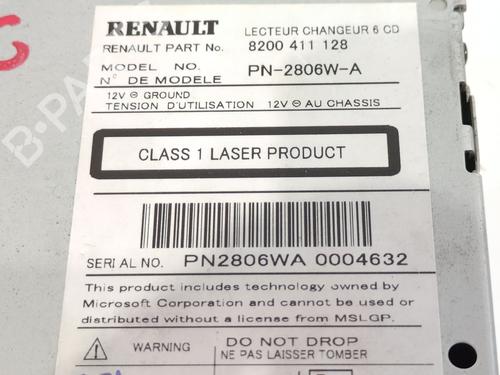 RENAULT LECTEUR CHANGEUR 6 CD
RENAULT PART No. 8200 411 128
MODEL NO. PN-2806W-A
N° DE MODELE
12V ⊖ GROUND
TENSION D'UTILISATION 12V ⊖ AU CHASSIS
CLASS 1 LASER PRODUCT
SERIAL NO. PN2806WA 0004632
This product includes technology owned by
Microsoft Corporation and cannot be used or
distributed without a license from MSLGP.
WARNING DO NOT DROP
NE PAS LAISSER TOMBER